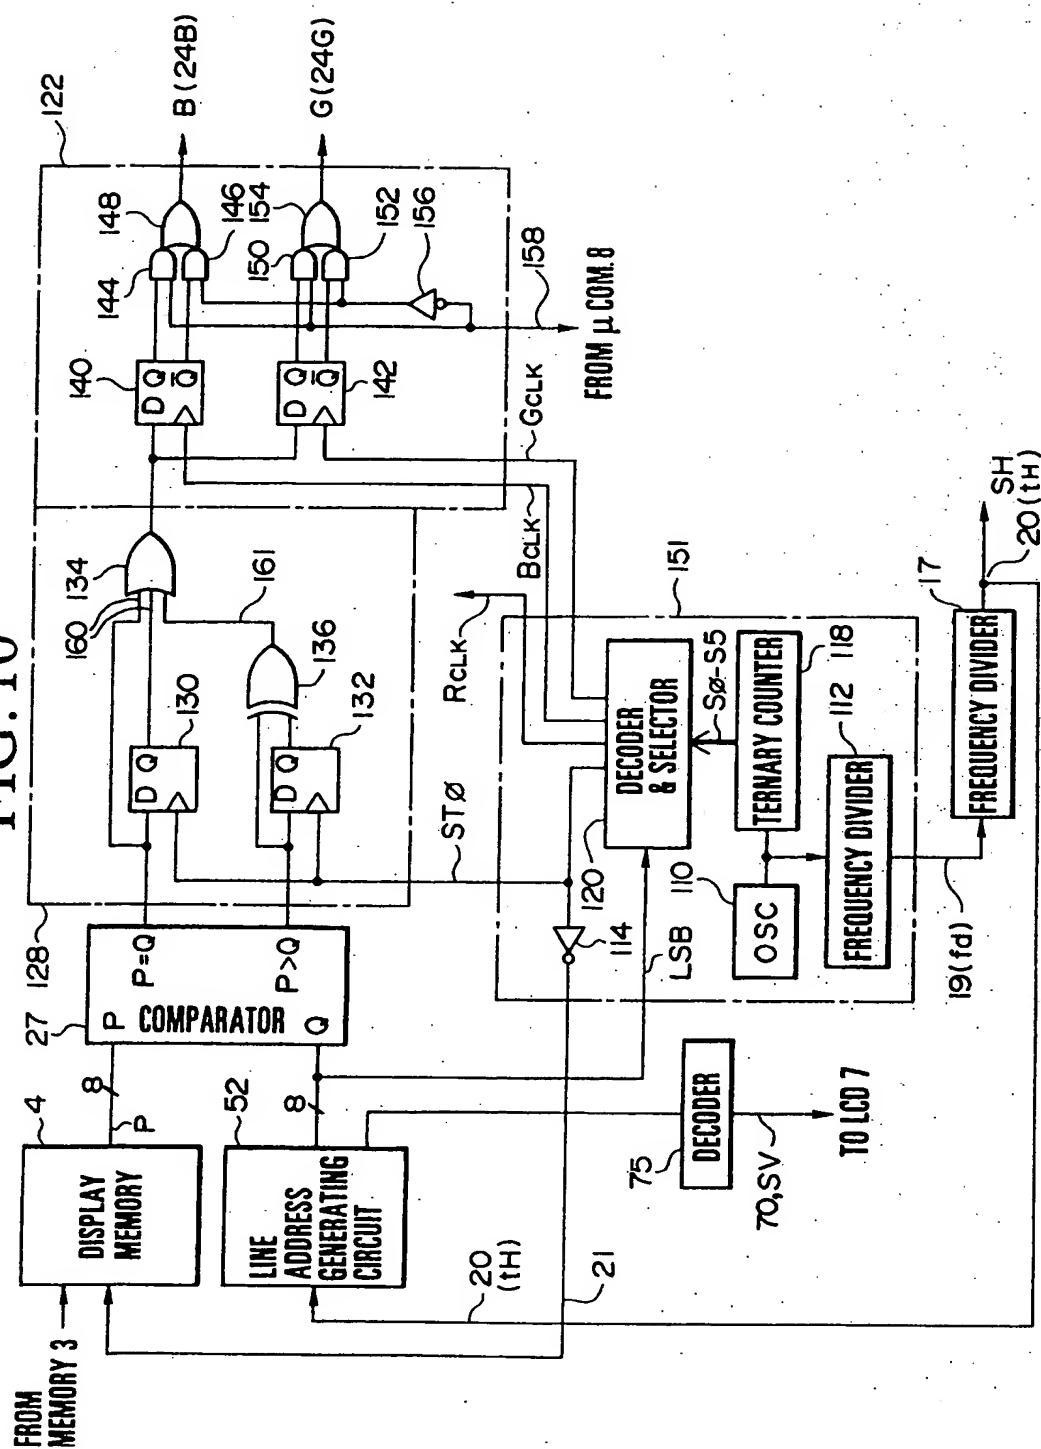 FIG. 10
FROM
MEMORY 3
4
DISPLAY
MEMORY
P
8
52
LINE
ADDRESS
GENERATING
CIRCUIT
8
20
(tH)
21
27
P
P=Q
COMPARATOR
Q
P>Q
128
D Q
130
D Q
132
136
161
160
134
STØ
122
140
D Q
Q
D Q
Q
142
144
148
146
B(24B)
150
154
152
G(24G)
156
158
FROM μ COM.8
RCLK
BCLK
GCLK
151
114
LSB
120
DECODER
& SELECTOR
SØ-S5
110
OSC
TERNARY COUNTER
118
112
FREQUENCY DIVIDER
19(fd)
17
FREQUENCY DIVIDER
SH
20(tH)
75
DECODER
70,SV
TO LCD 7